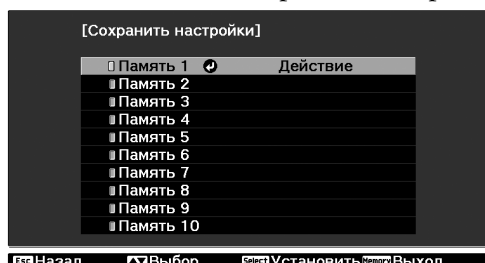 [Сохранить настройки]
Память 1 Действие
Память 2
Память 3
Память 4
Память 5
Память 6
Память 7
Память 8
Память 9
Память 10
Esc Назад Выбор Select Установить Memory Выход